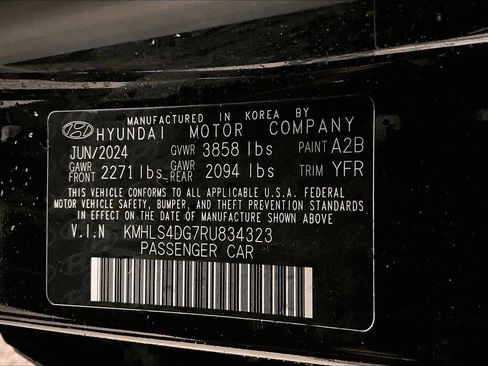 MANUFACTURED IN KOREA BY
HYUNDAI MOTOR COMPANY
JUN/2024 GVWR 3858 lbs PAINT A2B
GAWR FRONT 2271 lbs GAWR REAR 2094 lbs TRIM YFR
THIS VEHICLE CONFORMS TO ALL APPLICABLE U.S.A. FEDERAL
MOTOR VEHICLE SAFETY, BUMPER, AND THEFT PREVENTION STANDARDS
IN EFFECT ON THE DATE OF MANUFACTURE SHOWN ABOVE
V.I.N KMHLS4DG7RU834323
PASSENGER CAR